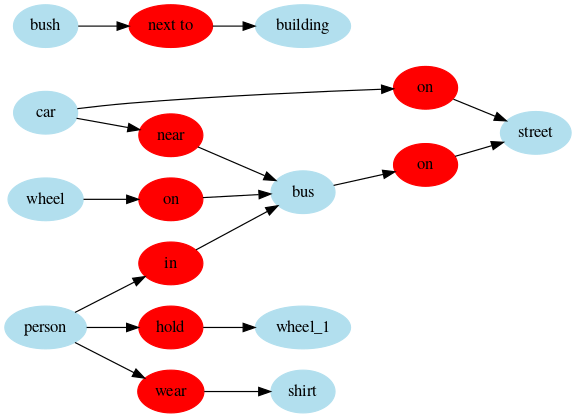 bush next to building
car on
near street
on
wheel on bus
in
person hold wheel_1
wear shirt